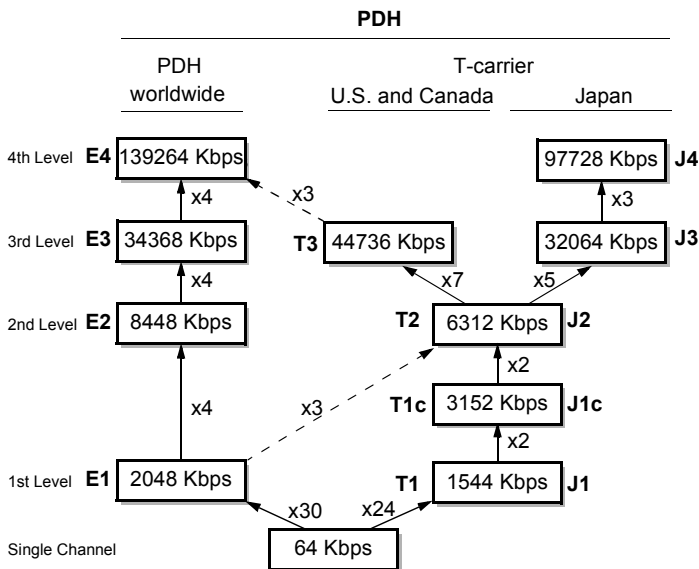 PDH
PDH worldwide
T-carrier
U.S. and Canada Japan
4th Level E4 139264 Kbps 97728 Kbps J4
x4 x3 x3
3rd Level E3 34368 Kbps T3 44736 Kbps 32064 Kbps J3
x4 x7 x5
2nd Level E2 8448 Kbps T2 6312 Kbps J2
x2
x4 x3 T1c 3152 Kbps J1c
x2
1st Level E1 2048 Kbps T1 1544 Kbps J1
x30 x24
Single Channel 64 Kbps